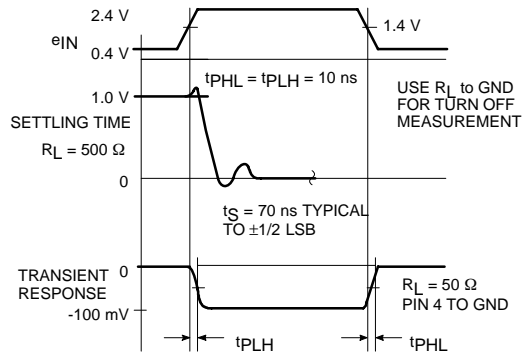 2.4 V
1.4 V
eIN
0.4 V
tPHL = tPLH = 10 ns
USE RL to GND
FOR TURN OFF
MEASUREMENT
1.0 V
SETTLING TIME
RL = 500 Ω
0
tS = 70 ns TYPICAL
TO ±1/2 LSB
0
TRANSIENT
RESPONSE
RL = 50 Ω
PIN 4 TO GND
-100 mV
tPLH
tPHL